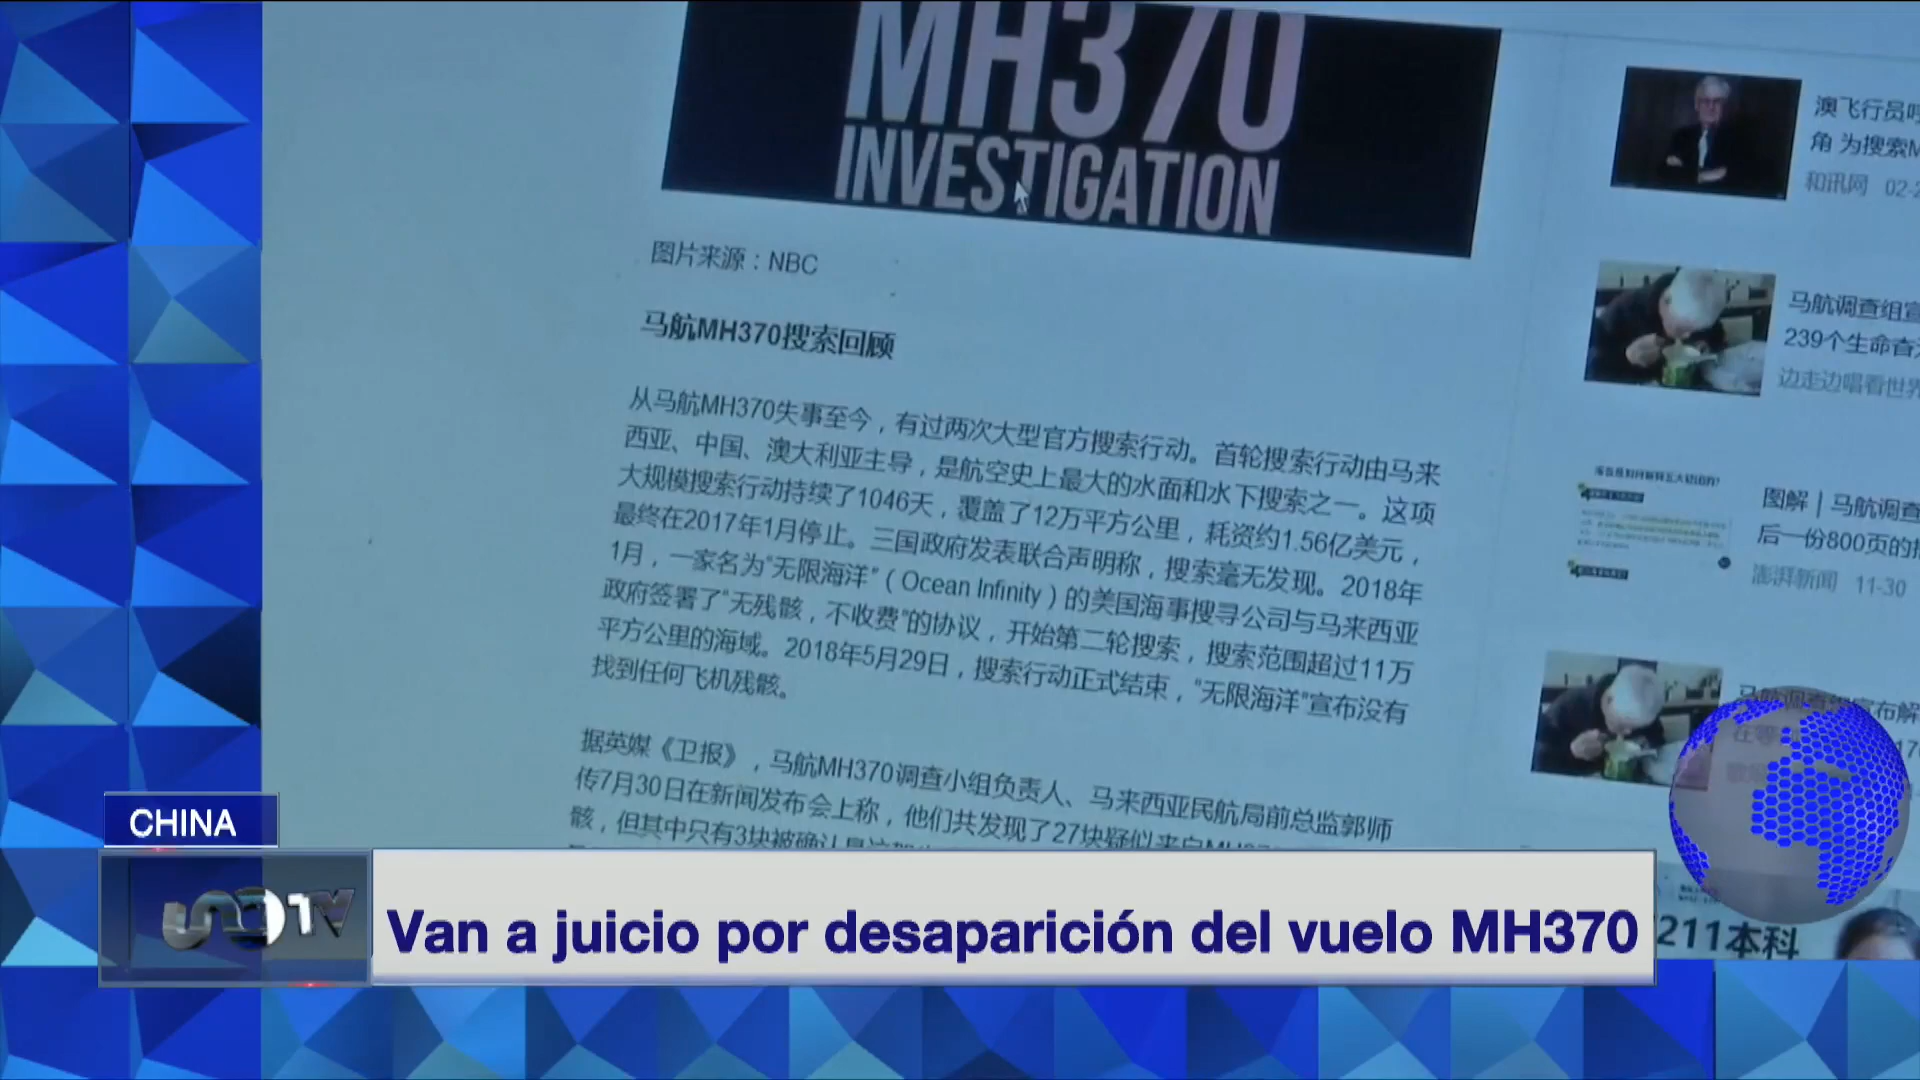 MH370
INVESTIGATION
图片来源：NBC
马航MH370搜索回顾
从马航MH370失事至今，有过两次大型官方搜索行动。首轮搜索行动由马来
西亚、中国、澳大利亚主导，是航空史上最大的水面和水下搜索之一。这项
大规模搜索行动持续了1046天，覆盖了12万平方公里，耗资约1.56亿美元，
最终在2017年1月停止。三国政府发表联合声明称，搜索毫无发现。2018年
1月，一家名为“无限海洋”（Ocean Infinity）的美国海事搜寻公司与马来西亚
政府签署了“无残骸，不收费”的协议，开始第二轮搜索，搜索范围超过11万
平方公里的海域。2018年5月29日，搜索行动正式结束，“无限海洋”宣布没有
找到任何飞机残骸。
据英媒《卫报》，马航MH370调查小组负责人、马来西亚民航局前总监郭师
传7月30日在新闻发布会上称，他们共发现了27块疑似来自MH
骸，但其中只有3块被确认是
澳飞行员
角 为搜索
和讯网 02-2
马航调查组宣
239个生命
边走边唱看世界
图解｜马航调查
后一份800页的
澎湃新闻 11-30
马航调查组宣布解
211本科
CHINA
UNO TV
Van a juicio por desaparición del vuelo MH370